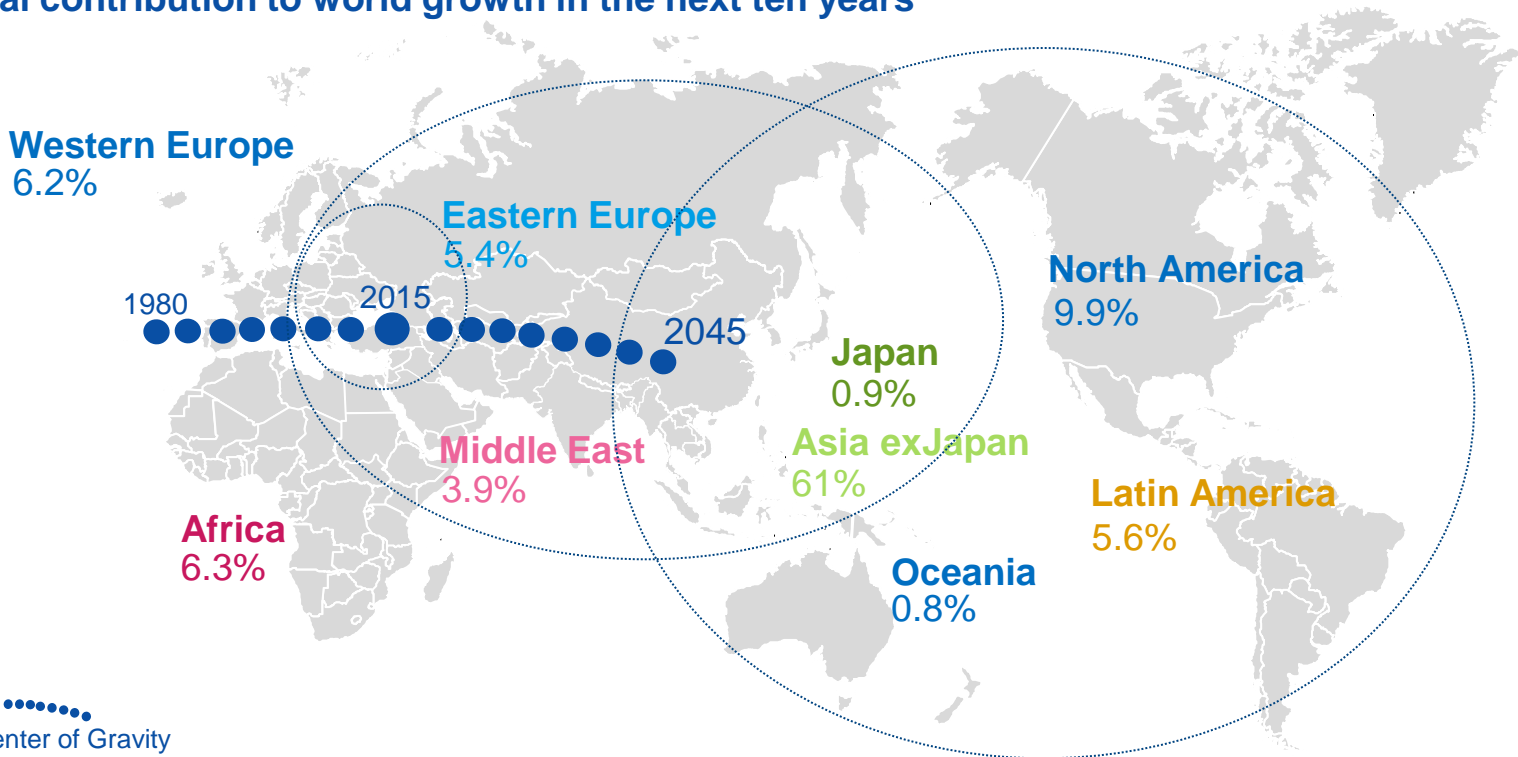 al contribution to world growth in the next ten years
Western Europe
6.2%
Eastern Europe
5.4%
North America
9.9%
1980
2015
2045
Japan
0.9%
Middle East
3.9%
Asia exJapan
61%
Latin America
5.6%
Africa
6.3%
Oceania
0.8%
enter of Gravity